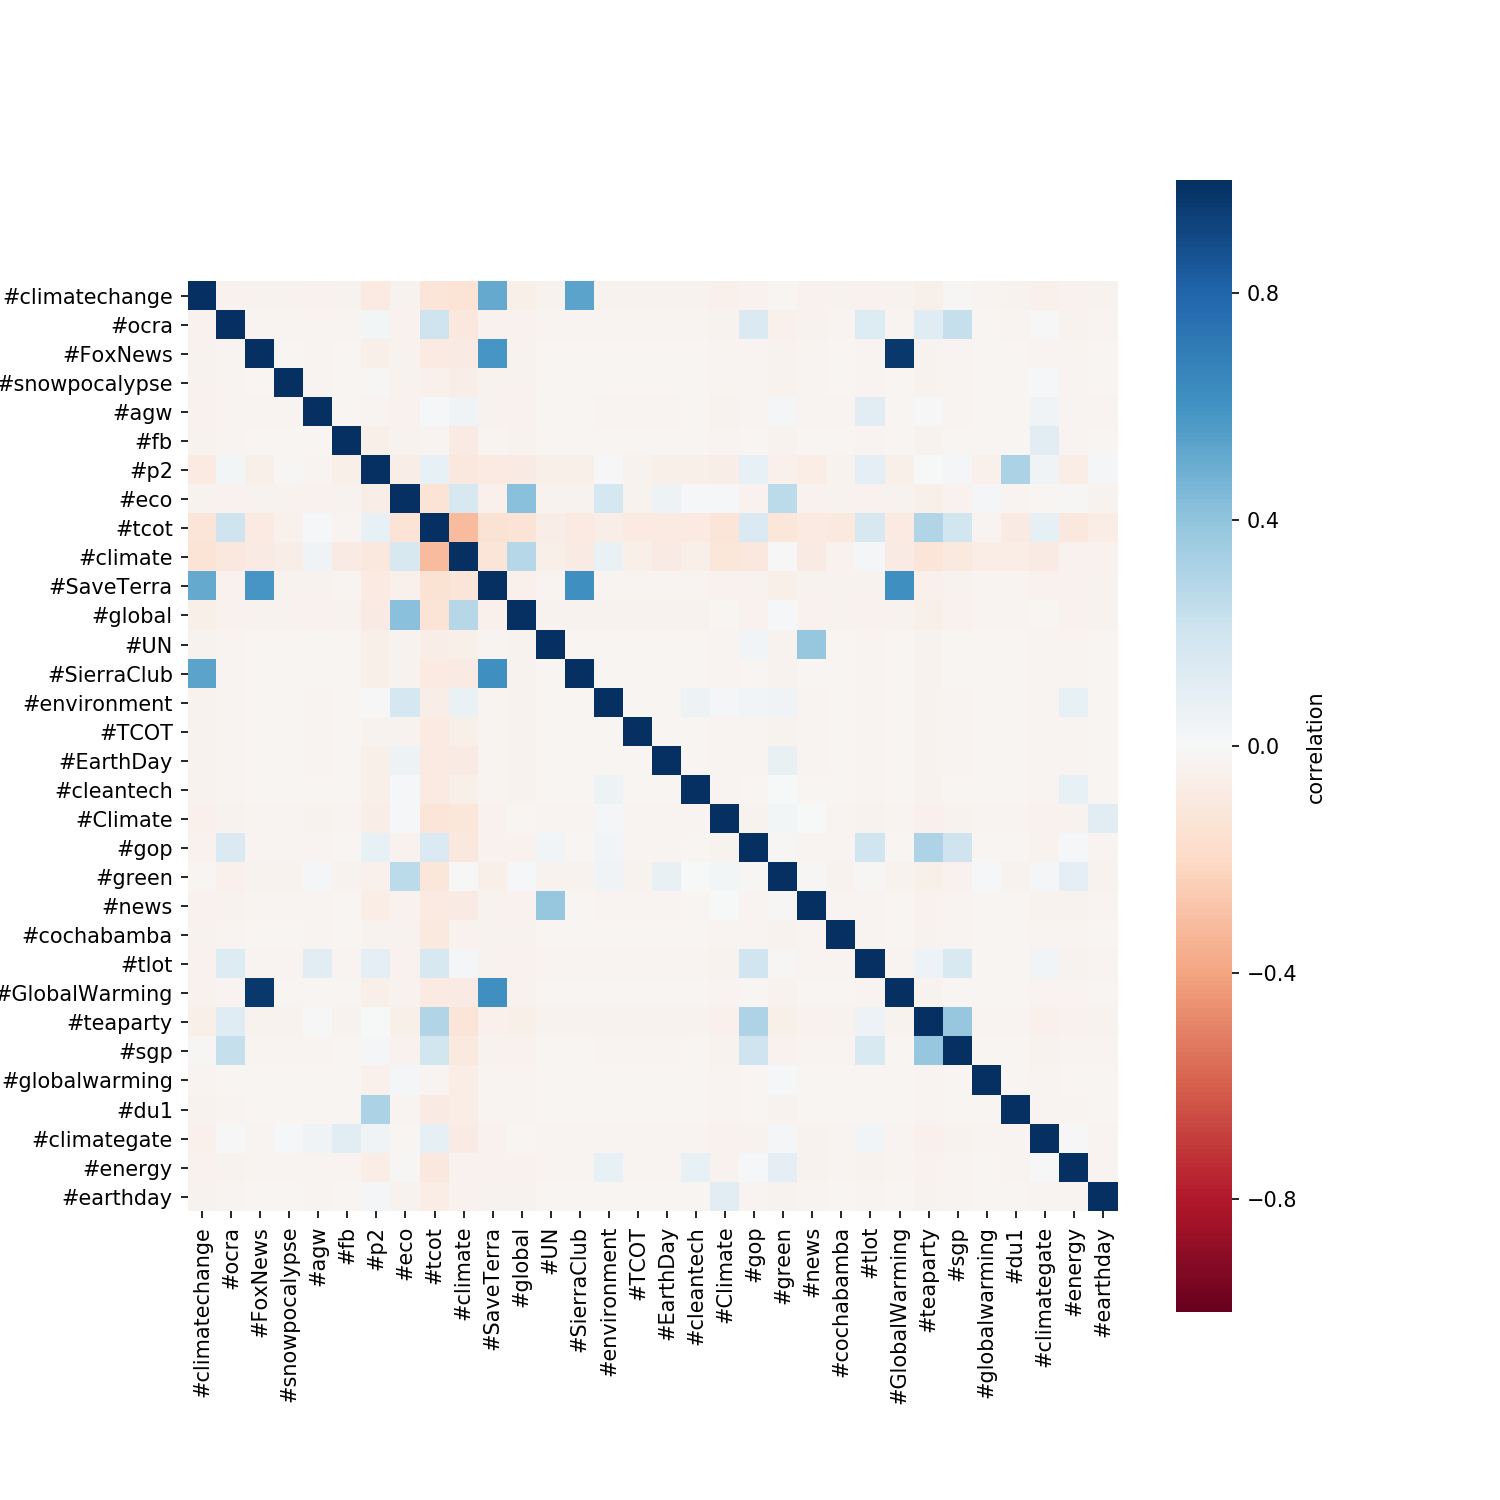 #climatechange
#ocra
#FoxNews
#snowpocalypse
#agw
#fb
#p2
#eco
#tcot
#climate
#SaveTerra
#global
#UN
#SierraClub
#environment
#TCOT
#EarthDay
#cleantech
#Climate
#gop
#green
#news
#cochabamba
#tlot
#GlobalWarming
#teaparty
#sgp
#globalwarming
#du1
#climategate
#energy
#earthday
#climatechange
#ocra
#FoxNews
#snowpocalypse
#agw
#fb
#p2
#eco
#tcot
#climate
#SaveTerra
#global
#UN
#SierraClub
#environment
#TCOT
#EarthDay
#cleantech
#Climate
#gop
#green
#news
#cochabamba
#tlot
#GlobalWarming
#teaparty
#sgp
#globalwarming
#du1
#climategate
#energy
#earthday
0.8
0.4
0.0
−0.4
−0.8
correlation